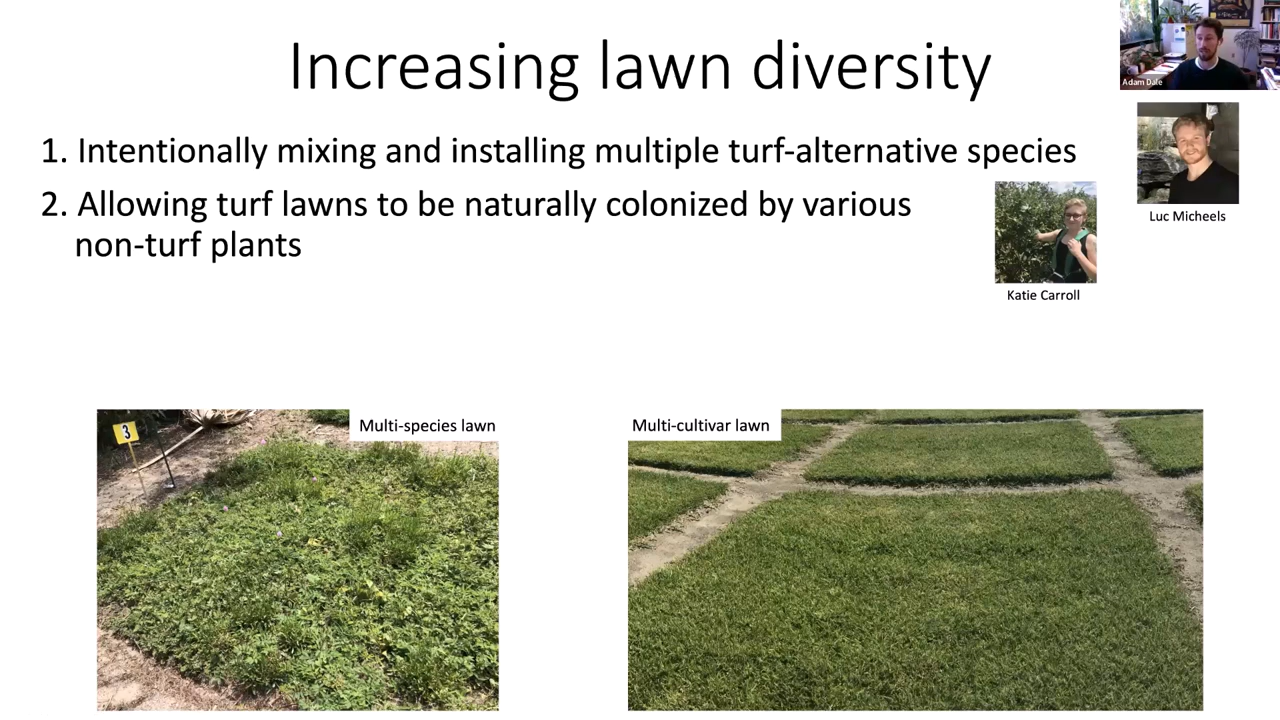 Increasing lawn diversity
Adam Dale
1. Intentionally mixing and installing multiple turf-alternative species
Luc Micheels
2. Allowing turf lawns to be naturally colonized by various
non-turf plants
Katie Carroll
3
Multi-species lawn
Multi-cultivar lawn